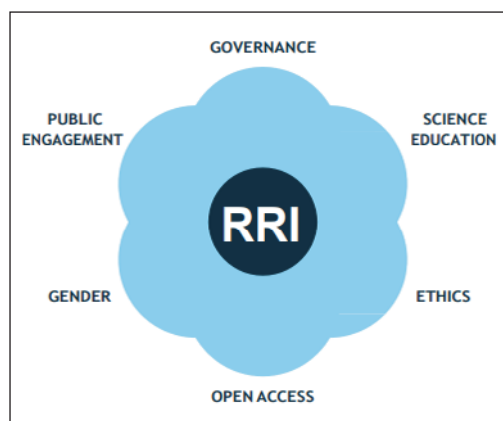 GOVERNANCE
PUBLIC
ENGAGEMENT
SCIENCE
EDUCATION
RRI
GENDER
ETHICS
OPEN ACCESS